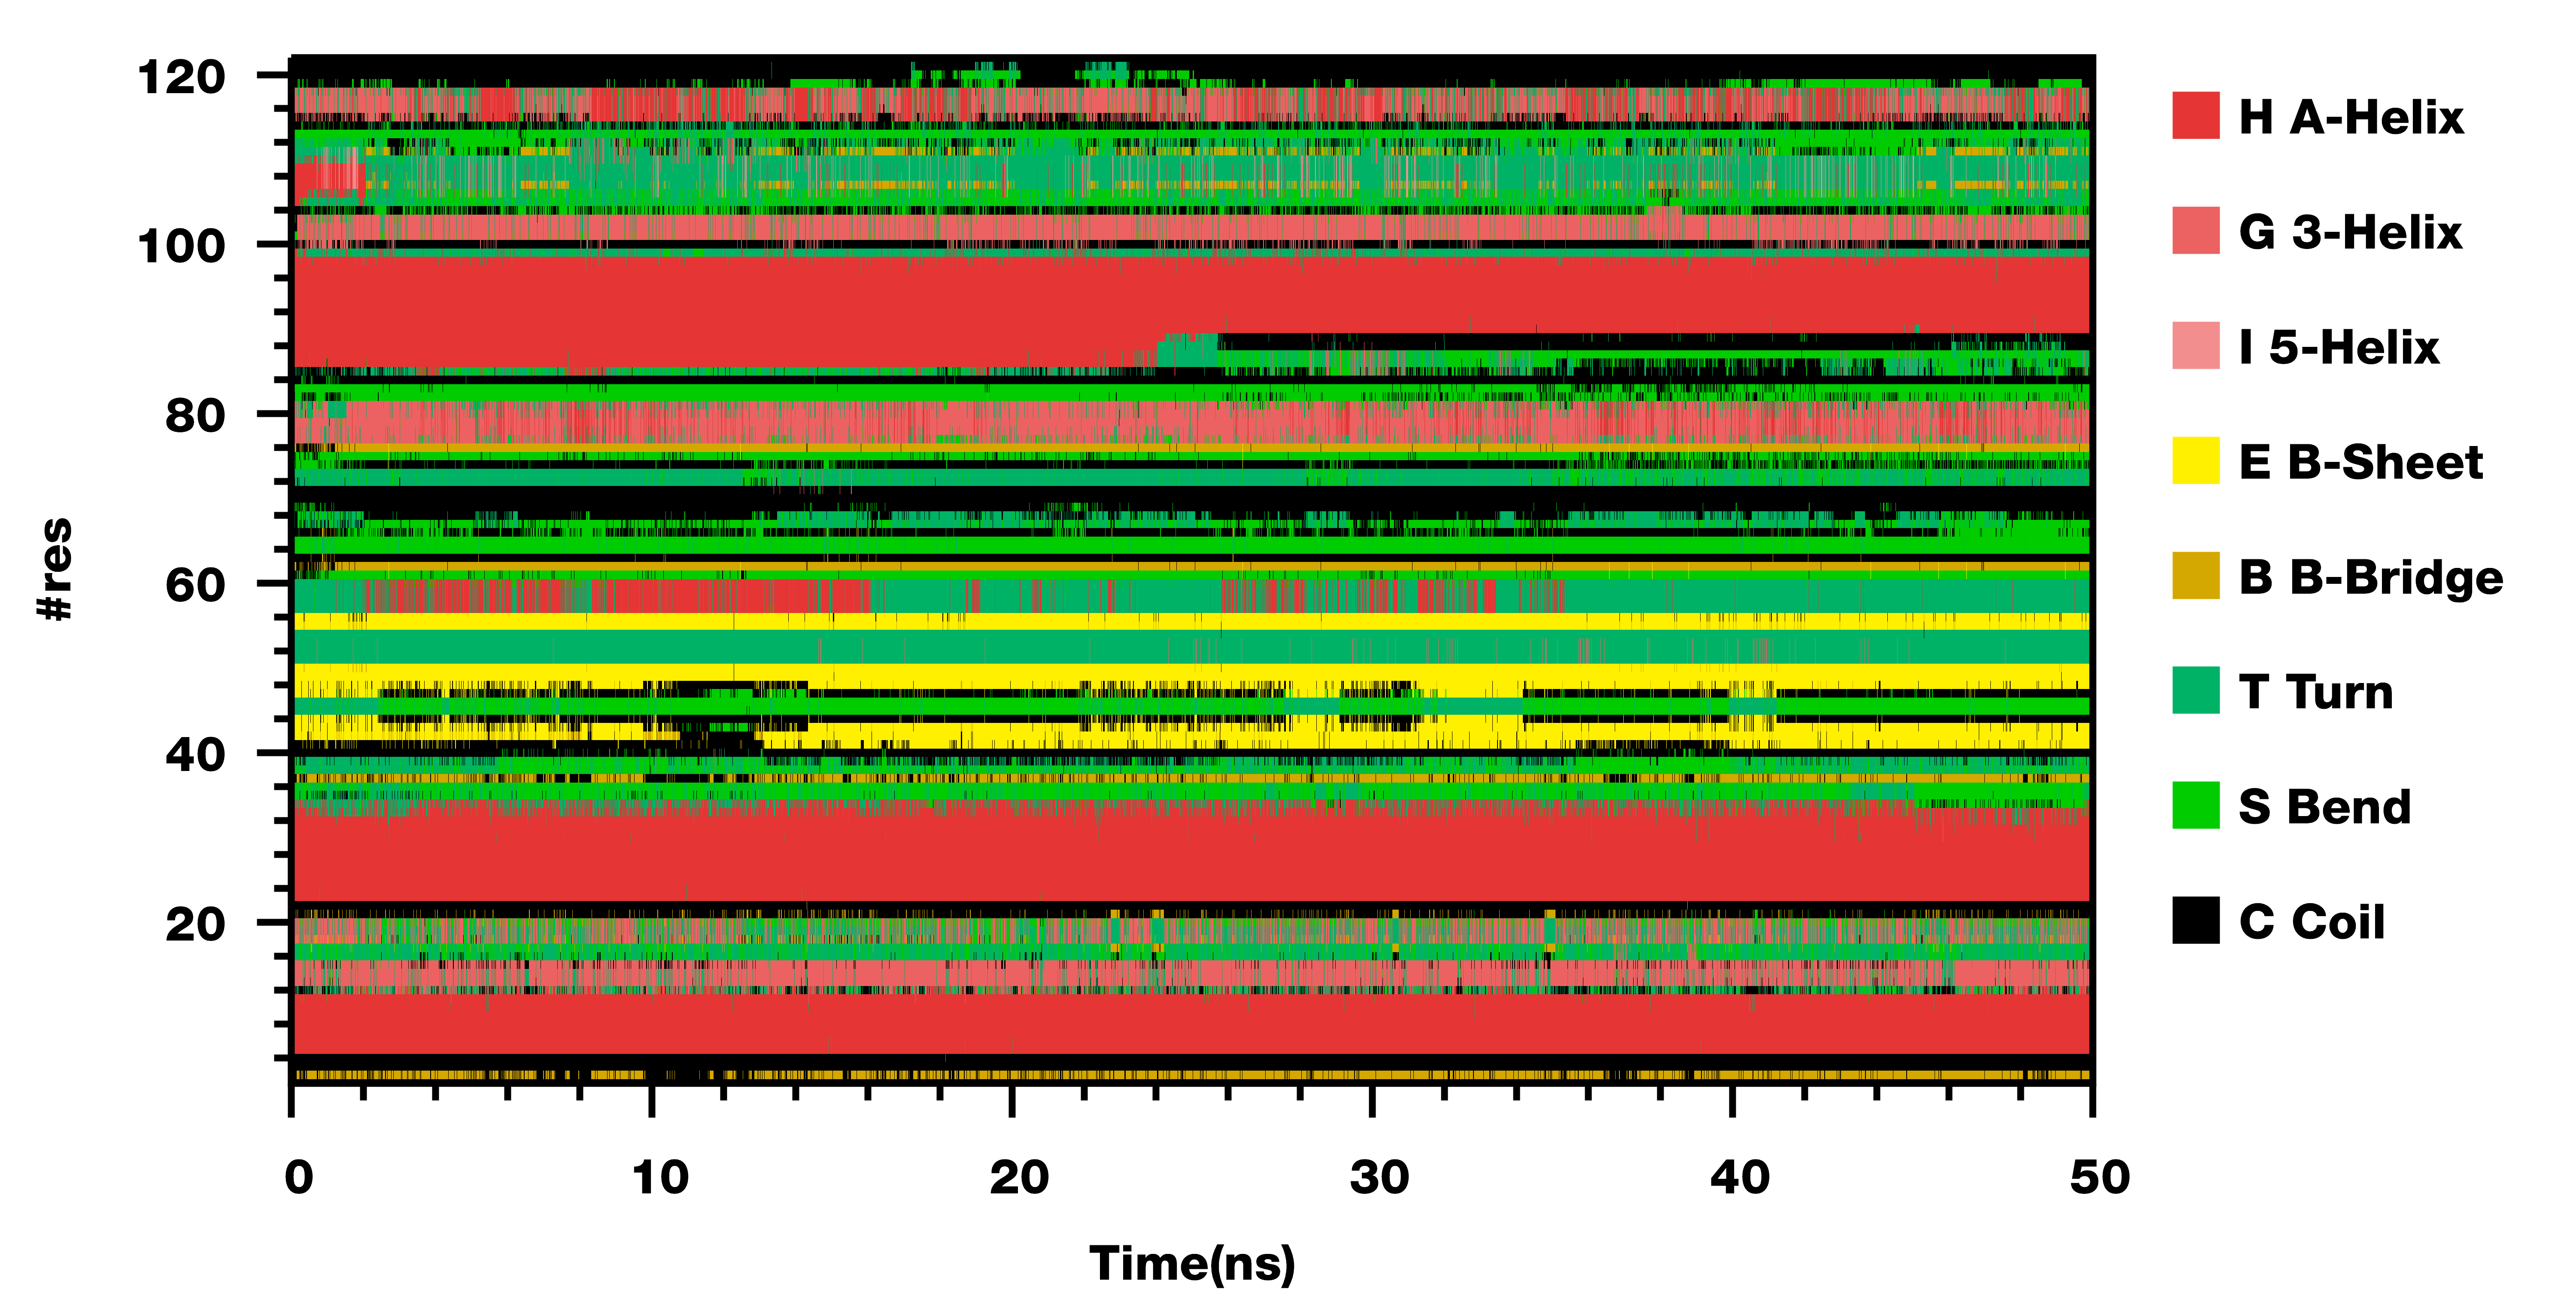 120
100
80
60
40
20
#res
0 10 20 30 40 50
Time(ns)
H A-Helix
G 3-Helix
I 5-Helix
E B-Sheet
B B-Bridge
T Turn
S Bend
C Coil